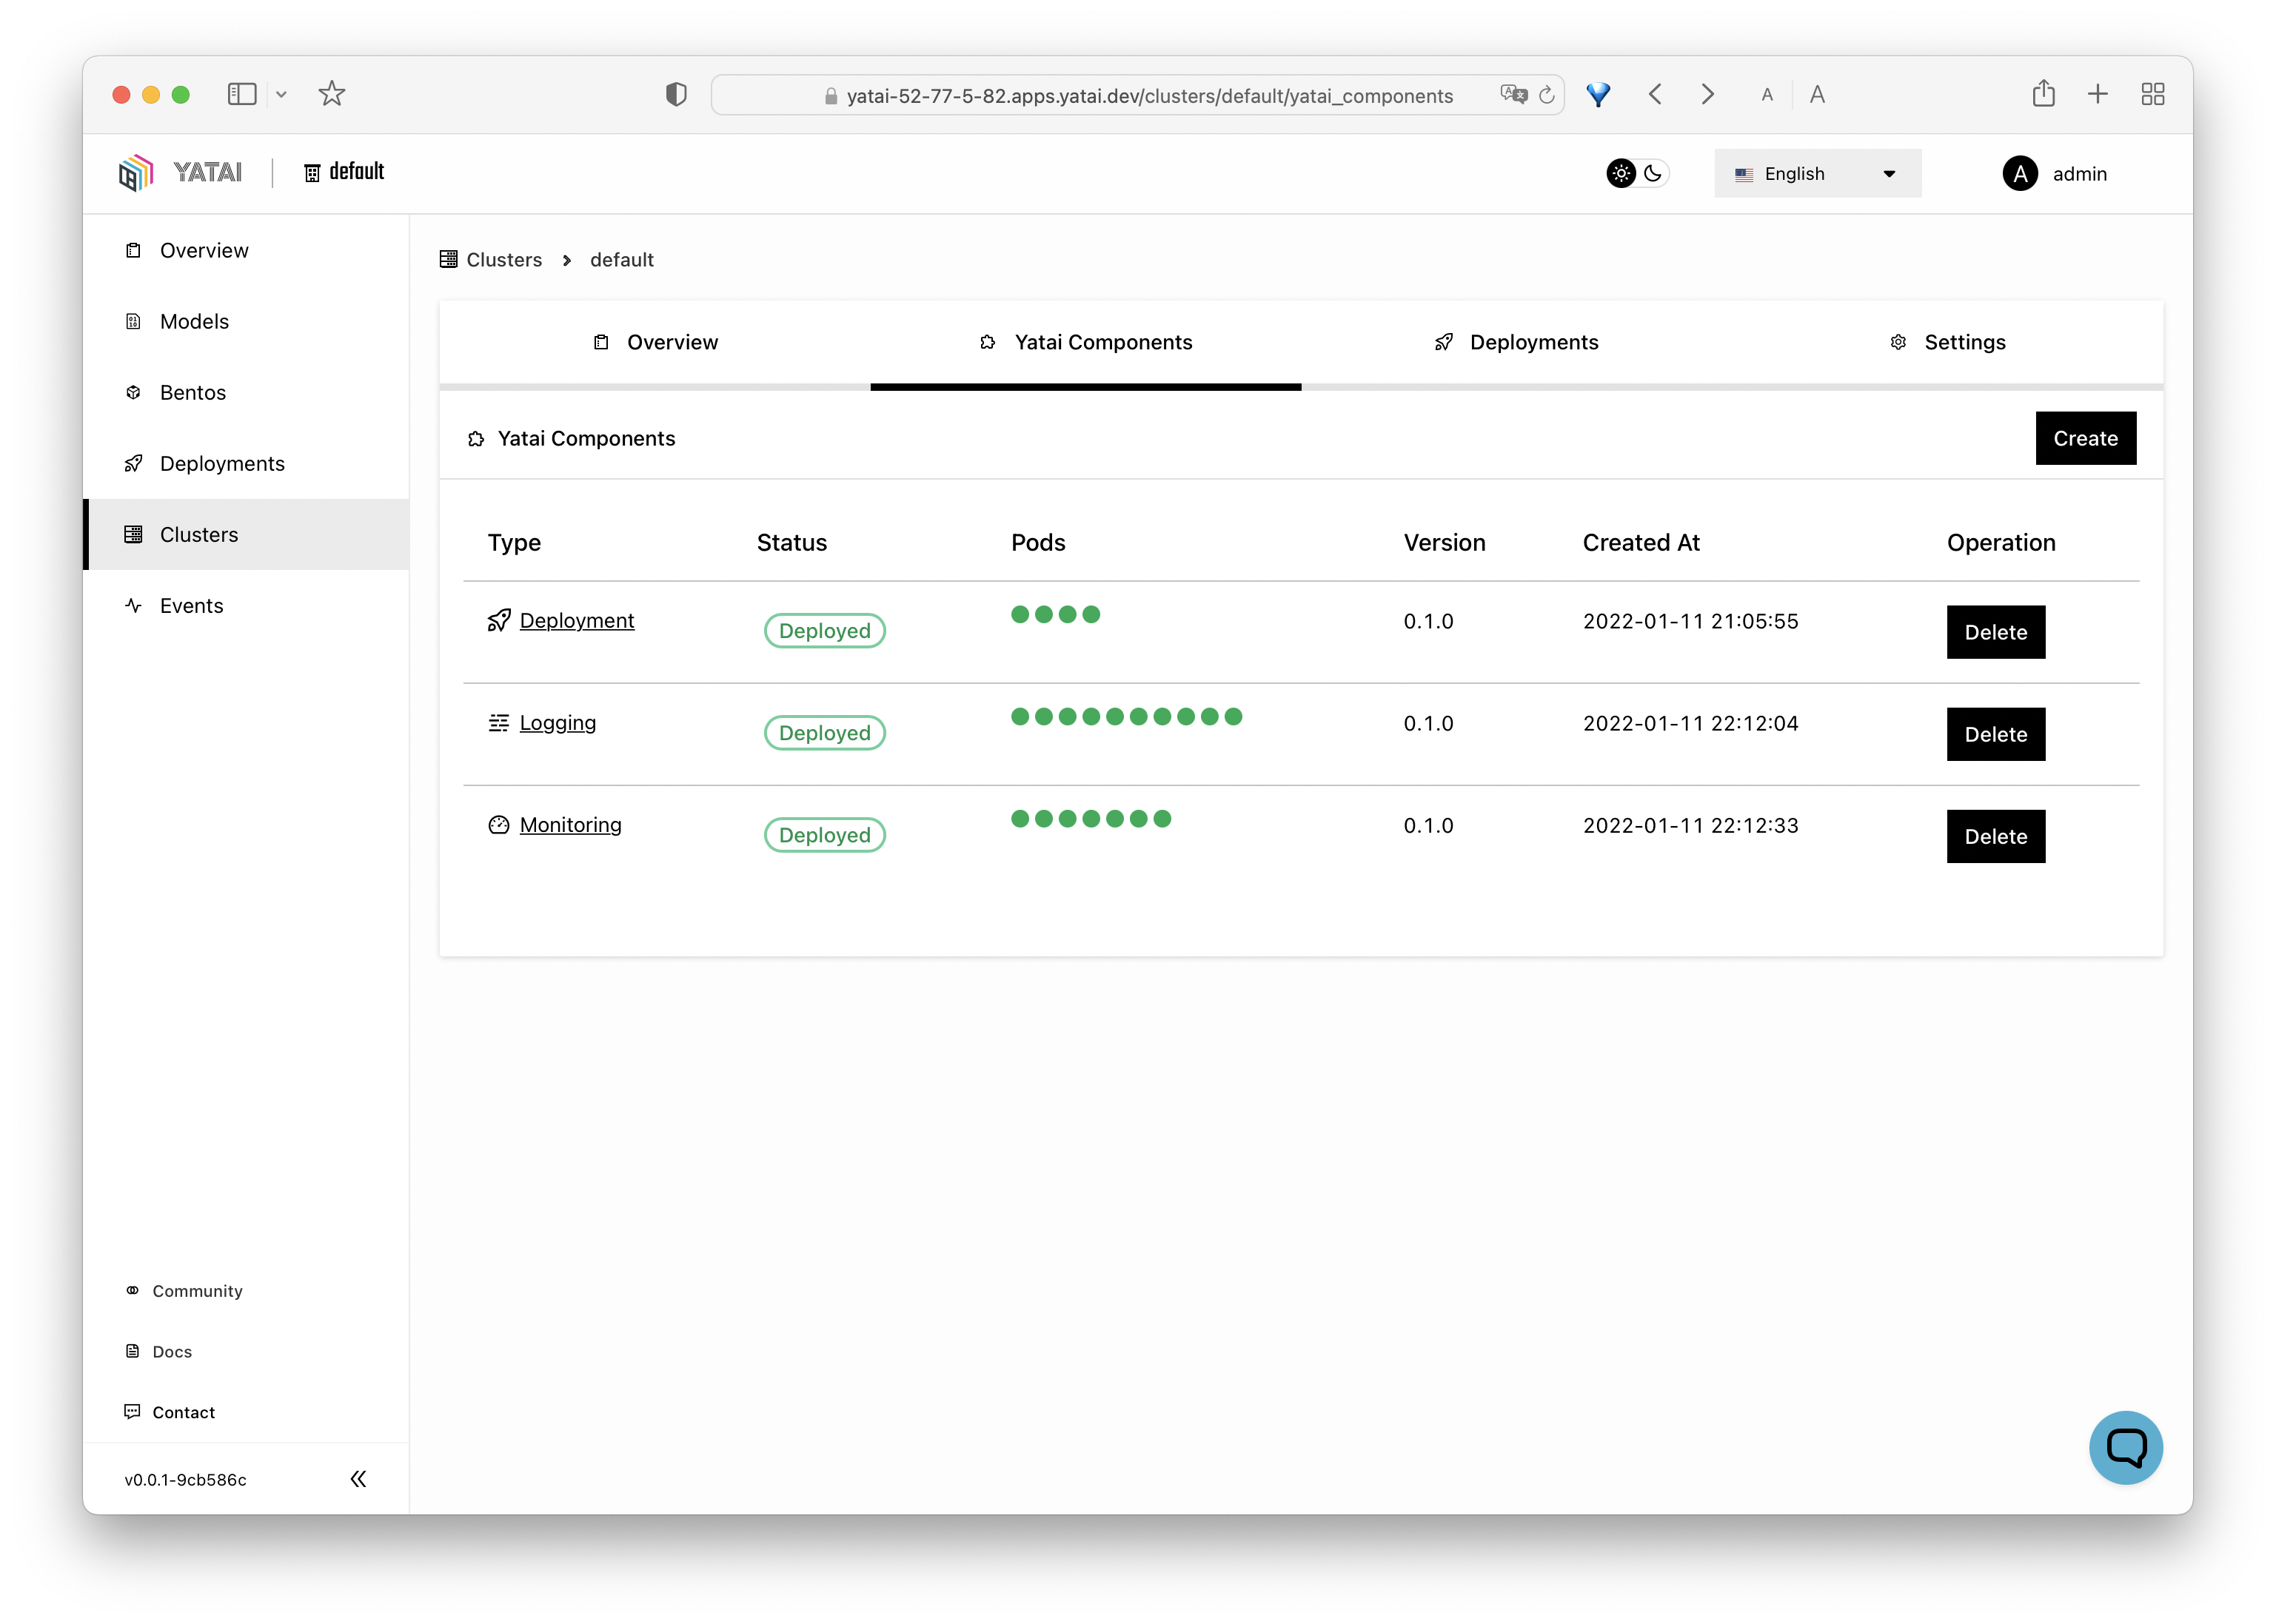 yatai-52-77-5-82.apps.yatai.dev/clusters/default/yatai_components
A A
YATAI default
English
A admin
Overview
Models
Bentos
Deployments
Clusters
Events
Community
Docs
Contact
v0.0.1-9cb586c
Clusters default
Overview Yatai Components Deployments Settings
Yatai Components Create
Type Status Pods Version Created At Operation
Deployment Deployed 0.1.0 2022-01-11 21:05:55 Delete
Logging Deployed 0.1.0 2022-01-11 22:12:04 Delete
Monitoring Deployed 0.1.0 2022-01-11 22:12:33 Delete